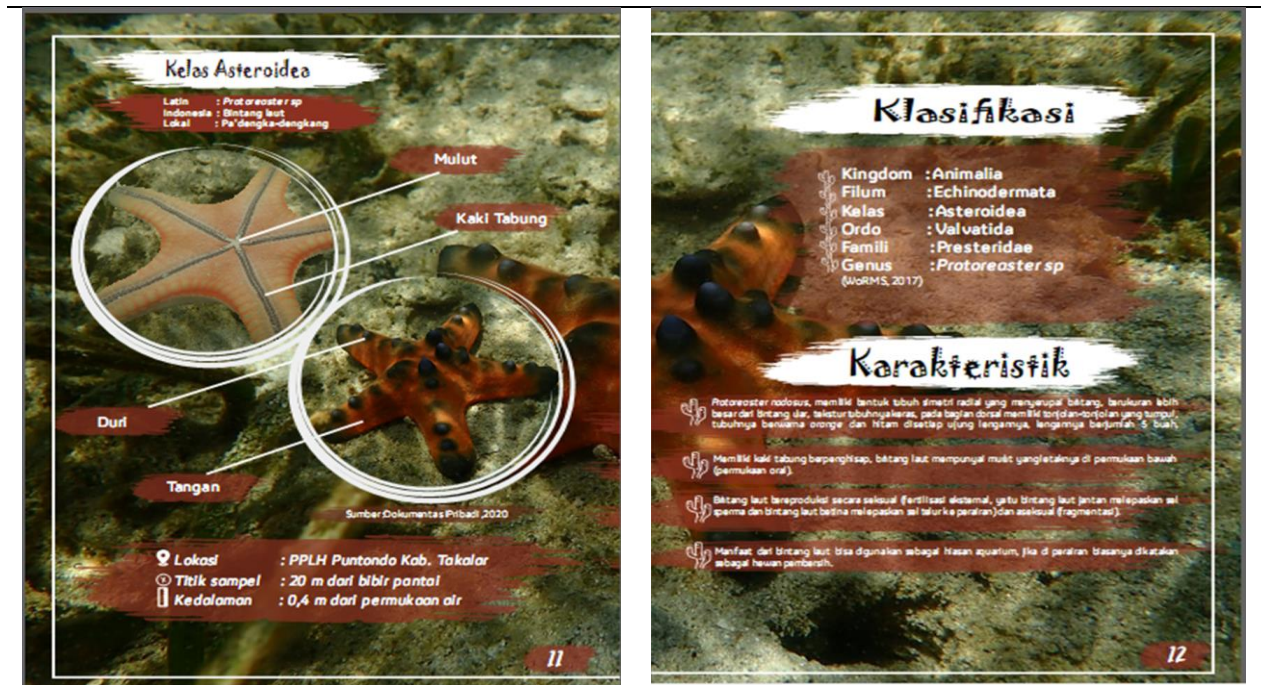 Kelas Asteroidea
Latin : Protoreaster sp
Indonesia : Bintang laut
Lokal : Pa'dengka-dengkang
Mulut
Kaki Tabung
Duri
Tangan
Sumber:Dokumentasi Pribadi,2020
Lokasi : PPLH Puntondo Kab. Takalar
Titik sampel : 20 m dari bibir pantai
Kedalaman : 0,4 m dari permukaan air
11
Klasifikasi
Kingdom : Animalia
Filum : Echinodermata
Kelas : Asteroidea
Ordo : Valvatida
Famili : Presteridae
Genus : Protoreaster sp
(WoRMS, 2017)
Karakteristik
Protoreaster nodosus, memiliki bentuk tubuh simetri radial yang menyerupai bintang, berukuran lebih
besar dari bintang ular, tekstur tubuhnya keras, pada bagian dorsal memiliki tonjolan-tonjolan yang tumpul,
tubuhnya berwarna orange dan hitam disetiap ujung lengannya, lengannya berjumlah 5 buah.
Memiliki kaki tabung berpenghisap, bintang laut mempunyai mulut yang letaknya di permukaan bawah
(permukaan oral).
Bintang laut bereproduksi secara seksual (fertilisasi eksternal, yaitu bintang laut jantan melepaskan sel
sperma dan bintang laut betina melepaskan sel telur ke perairan) dan aseksual (fragmentasi).
Manfaat dari bintang laut bisa digunakan sebagai hiasan aquarium, jika di perairan biasanya dikatakan
sebagai hewan pembersih.
12